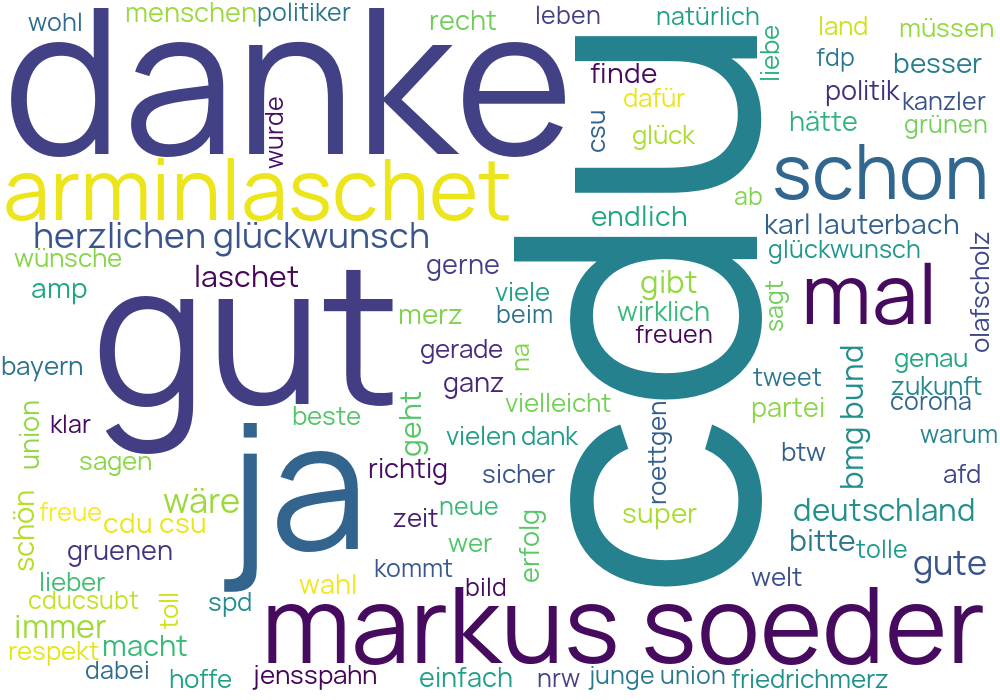 wohl
menschen
politiker
recht
leben
natürlich
land
müssen
danke
cdu
liebe
fdp
besser
finde
dafür
glück
csu
politik
kanzler
hätte
grünen
wurde
arminlaschet
schon
ab
endlich
karl lauterbach
herzlichen glückwunsch
glückwunsch
wünsche
laschet
gerne
amp
gut
viele
gibt
sagt
mal
olafscholz
beim
wirklich
freuen
merz
gerade
na
bayern
ganz
genau
tweet
zukunft
corona
bmg bund
union
klar
beste
geht
vielleicht
partei
ja
vielen dank
roettgen
warum
sagen
richtig
sicher
btw
afd
schön
freue
wäre
cdu csu
zeit
neue
erfolg
super
deutschland
gruenen
wer
bitte
tolle
lieber
kommt
gute
wahl
bild
welt
cducsubt
toll
spd
markus soeder
immer
respekt
macht
dabei
hoffe
jensspahn
einfach
nrw
junge union
friedrichmerz